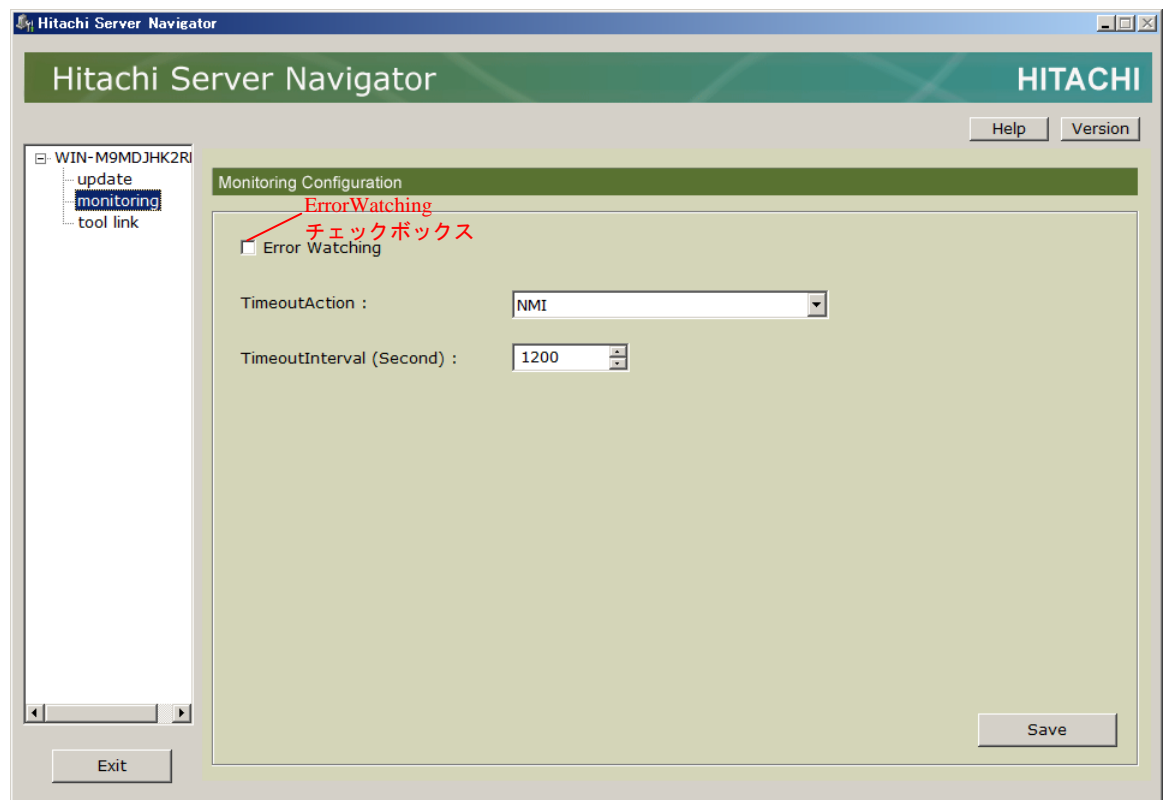 Hitachi Server Navigator
Hitachi Server Navigator
HITACHI
Help
Version
WIN-M9MDJHK2RI
update
monitoring
tool link
Monitoring Configuration
ErrorWatching
チェックボックス
Error Watching
TimeoutAction :
NMI
TimeoutInterval (Second) :
1200
Save
Exit